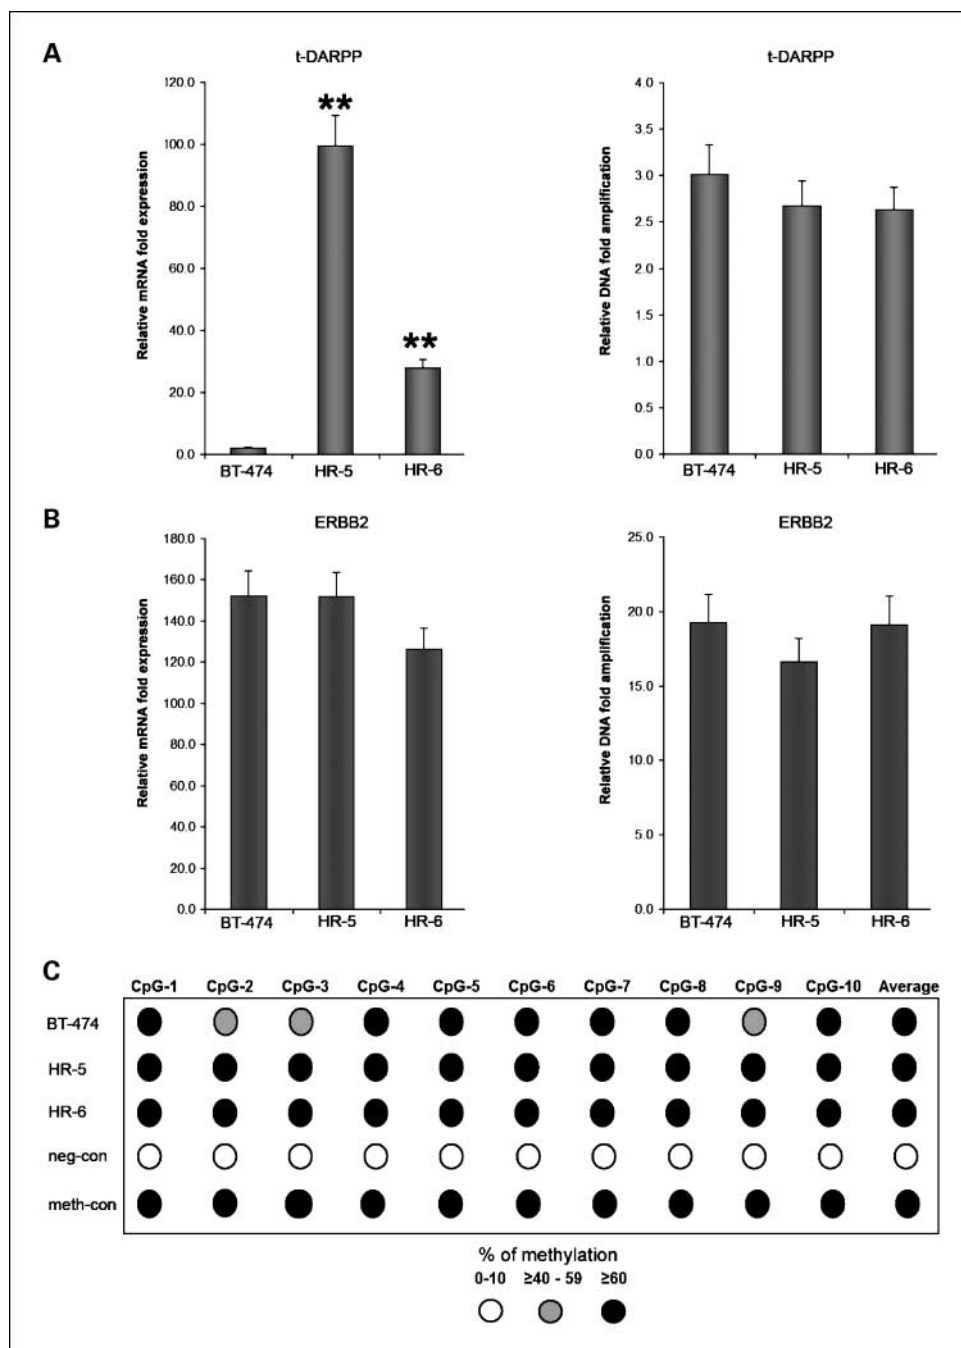 A
t-DARPP
Relative mRNA fold expression
120.0
100.0
80.0
60.0
40.0
20.0
0.0
**
**
BT-474 HR-5 HR-6
t-DARPP
Relative DNA fold amplification
4.0
3.5
3.0
2.5
2.0
1.5
1.0
0.5
0.0
BT-474 HR-5 HR-6
B
ERBB2
Relative mRNA fold expression
180.0
160.0
140.0
120.0
100.0
80.0
60.0
40.0
20.0
0.0
BT-474 HR-5 HR-6
ERBB2
Relative DNA fold amplification
25.0
20.0
15.0
10.0
5.0
0.0
BT-474 HR-5 HR-6
C
CpG-1 CpG-2 CpG-3 CpG-4 CpG-5 CpG-6 CpG-7 CpG-8 CpG-9 CpG-10 Average
BT-474
HR-5
HR-6
neg-con
meth-con
% of methylation
0-10 ≥40 - 59 ≥60